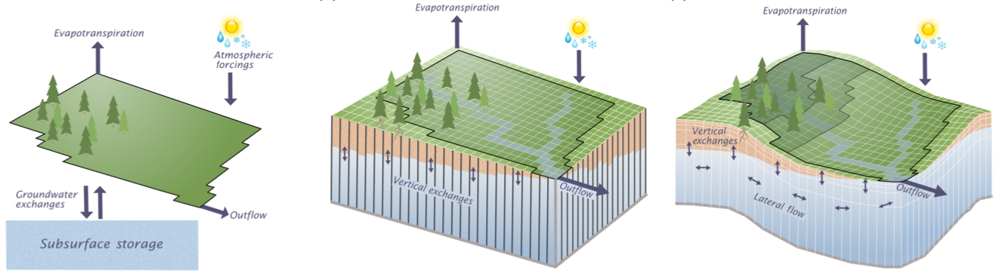 Evapotranspiration
Atmospheric
forcings
Groundwater
exchanges
Outflow
Subsurface storage
Evapotranspiration
Vertical exchanges
Outflow
Evapotranspiration
Vertical
exchanges
Lateral flow
Outflow